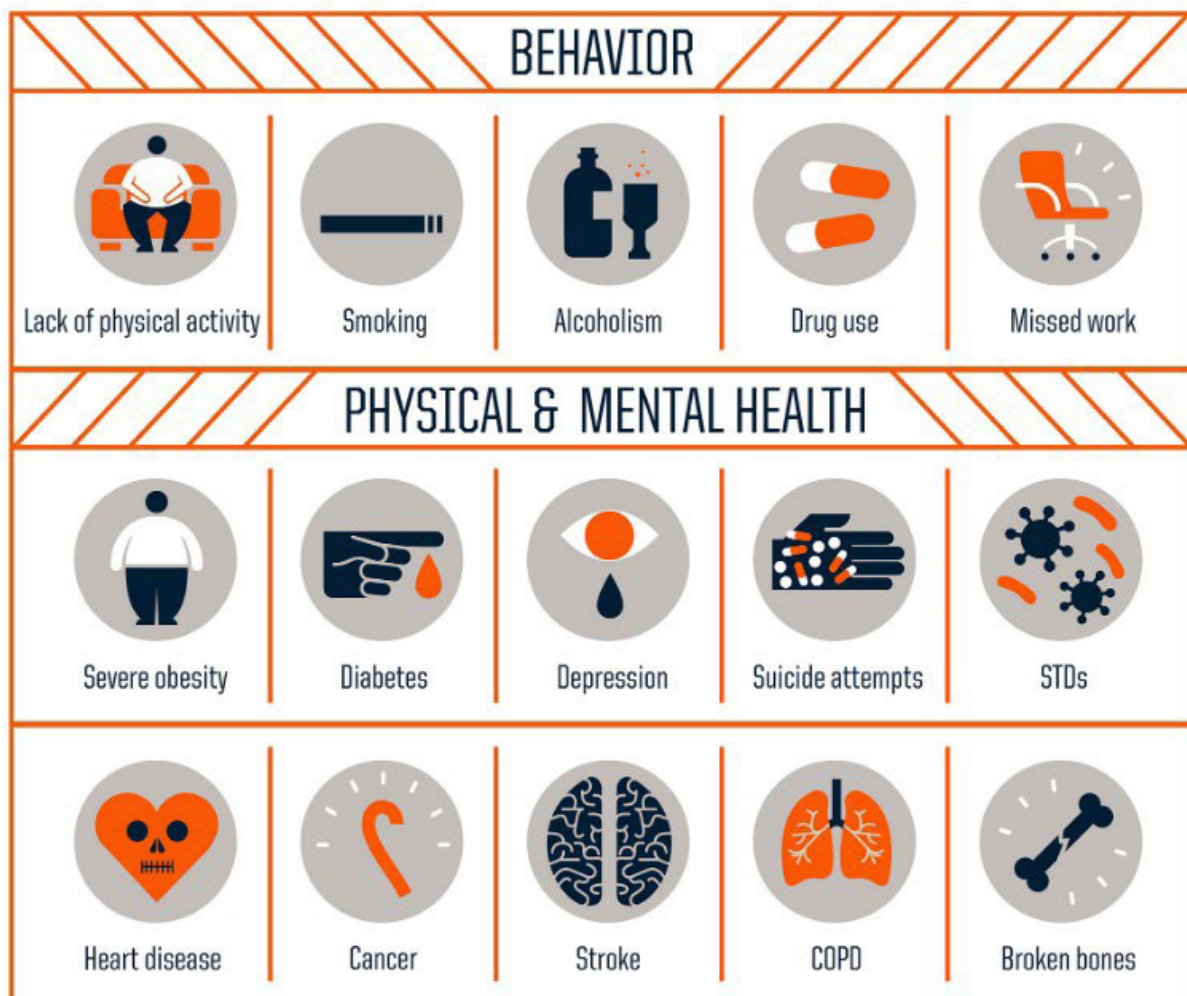 BEHAVIOR
Lack of physical activity
Smoking
Alcoholism
Drug use
Missed work
PHYSICAL & MENTAL HEALTH
Severe obesity
Diabetes
Depression
Suicide attempts
STDs
Heart disease
Cancer
Stroke
COPD
Broken bones